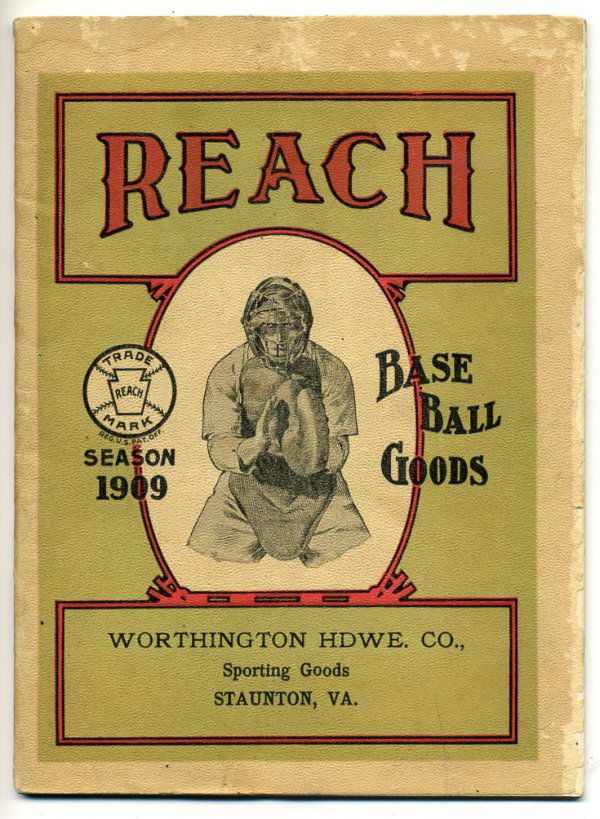 REACH
TRADE
REACH
MARK
REG. U.S. PAT. OFF.
SEASON
1909
BASE
BALL
GOODS
WORTHINGTON HDWE. CO.,
Sporting Goods
STAUNTON, VA.